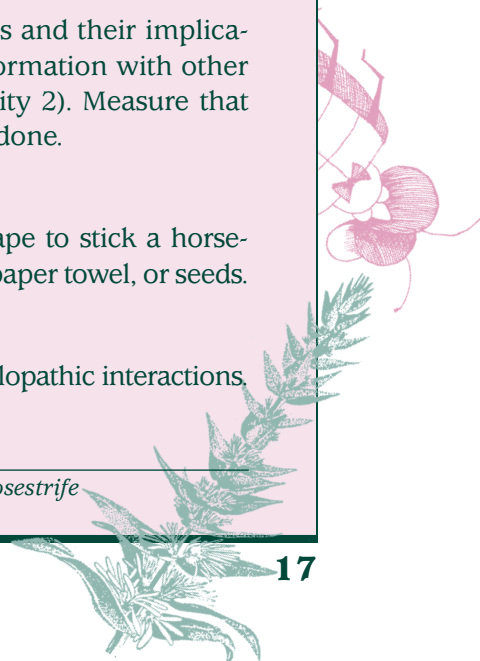 s and their implica-
ormation with other
ity 2). Measure that
done.
ape to stick a horse-
paper towel, or seeds.
lopathic interactions.
osestrife
17